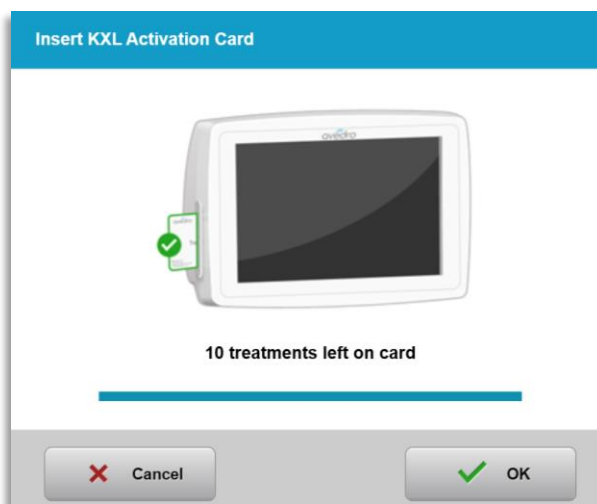 Insert KXL Activation Card
avedro
10 treatments left on card
Cancel
OK